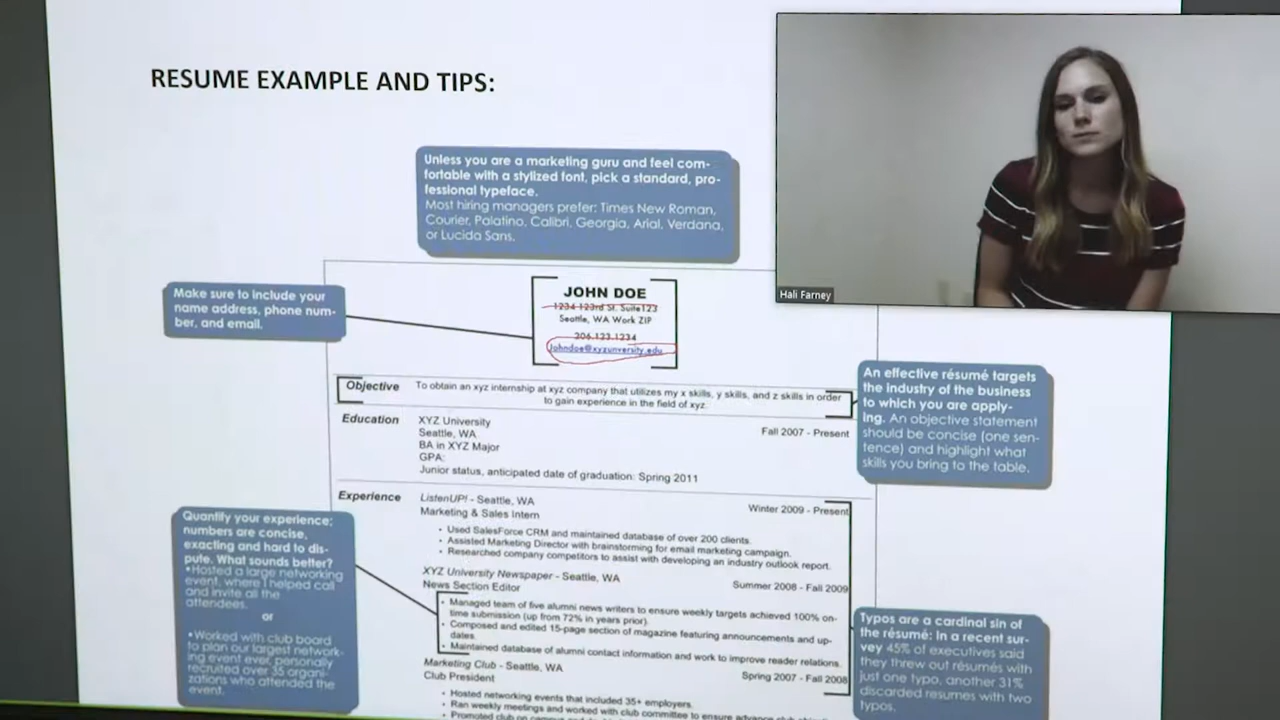 RESUME EXAMPLE AND TIPS:
Unless you are a marketing guru and feel com-
fortable with a stylized font, pick a standard, pro-
fessional typeface.
Most hiring managers prefer: Times New Roman,
Courier, Palatino, Calibri, Georgia, Arial, Verdana,
or Lucida Sans.
Hali Farney
Make sure to include your
name address, phone num-
ber, and email.
JOHN DOE
1234 123rd St. Suite123
Seattle, WA Work ZIP
206.123.1234
Johndoe@xyzunversity.edu
An effective résumé targets
the industry of the business
to which you are apply-
ing. An objective statement
should be concise (one sen-
tence) and highlight what
skills you bring to the table.
Objective To obtain an xyz internship at xyz company that utilizes my x skills, y skills, and z skills in order
to gain experience in the field of xyz.
Education XYZ University Fall 2007 - Present
Seattle, WA
BA in XYZ Major
GPA:
Junior status, anticipated date of graduation: Spring 2011
Experience ListenUP! - Seattle, WA Winter 2009 - Present
Marketing & Sales Intern
• Used SalesForce CRM and maintained database of over 200 clients.
• Assisted Marketing Director with brainstorming for email marketing campaign.
• Researched company competitors to assist with developing an industry outlook report.
XYZ University Newspaper - Seattle, WA Summer 2008 - Fall 2009
News Section Editor
• Managed team of five alumni news writers to ensure weekly targets achieved 100% on-
time submission (up from 72% in years prior).
• Composed and edited 15-page section of magazine featuring announcements and up-
dates.
• Maintained database of alumni contact information and work to improve reader relations.
Marketing Club - Seattle, WA Spring 2007 - Fall 2008
Club President
• Hosted networking events that included 35+ employers.
• Ran weekly meetings and worked with club committee to ensure advance club
• Promoted club on campus and
Quantify your experience;
numbers are concise,
exacting and hard to dis-
pute. What sounds better?
•Hosted a large networking
event, where I helped call
and invite all the
attendees.
or
•Worked with club board
to plan our largest network-
ing event ever, personally
recruited over 35 organi-
zations who attended the
event.
Typos are a cardinal sin of
the résumé: In a recent sur-
vey 45% of executives said
they threw out résumés with
just one typo, another 31%
discarded resumes with two
typos.